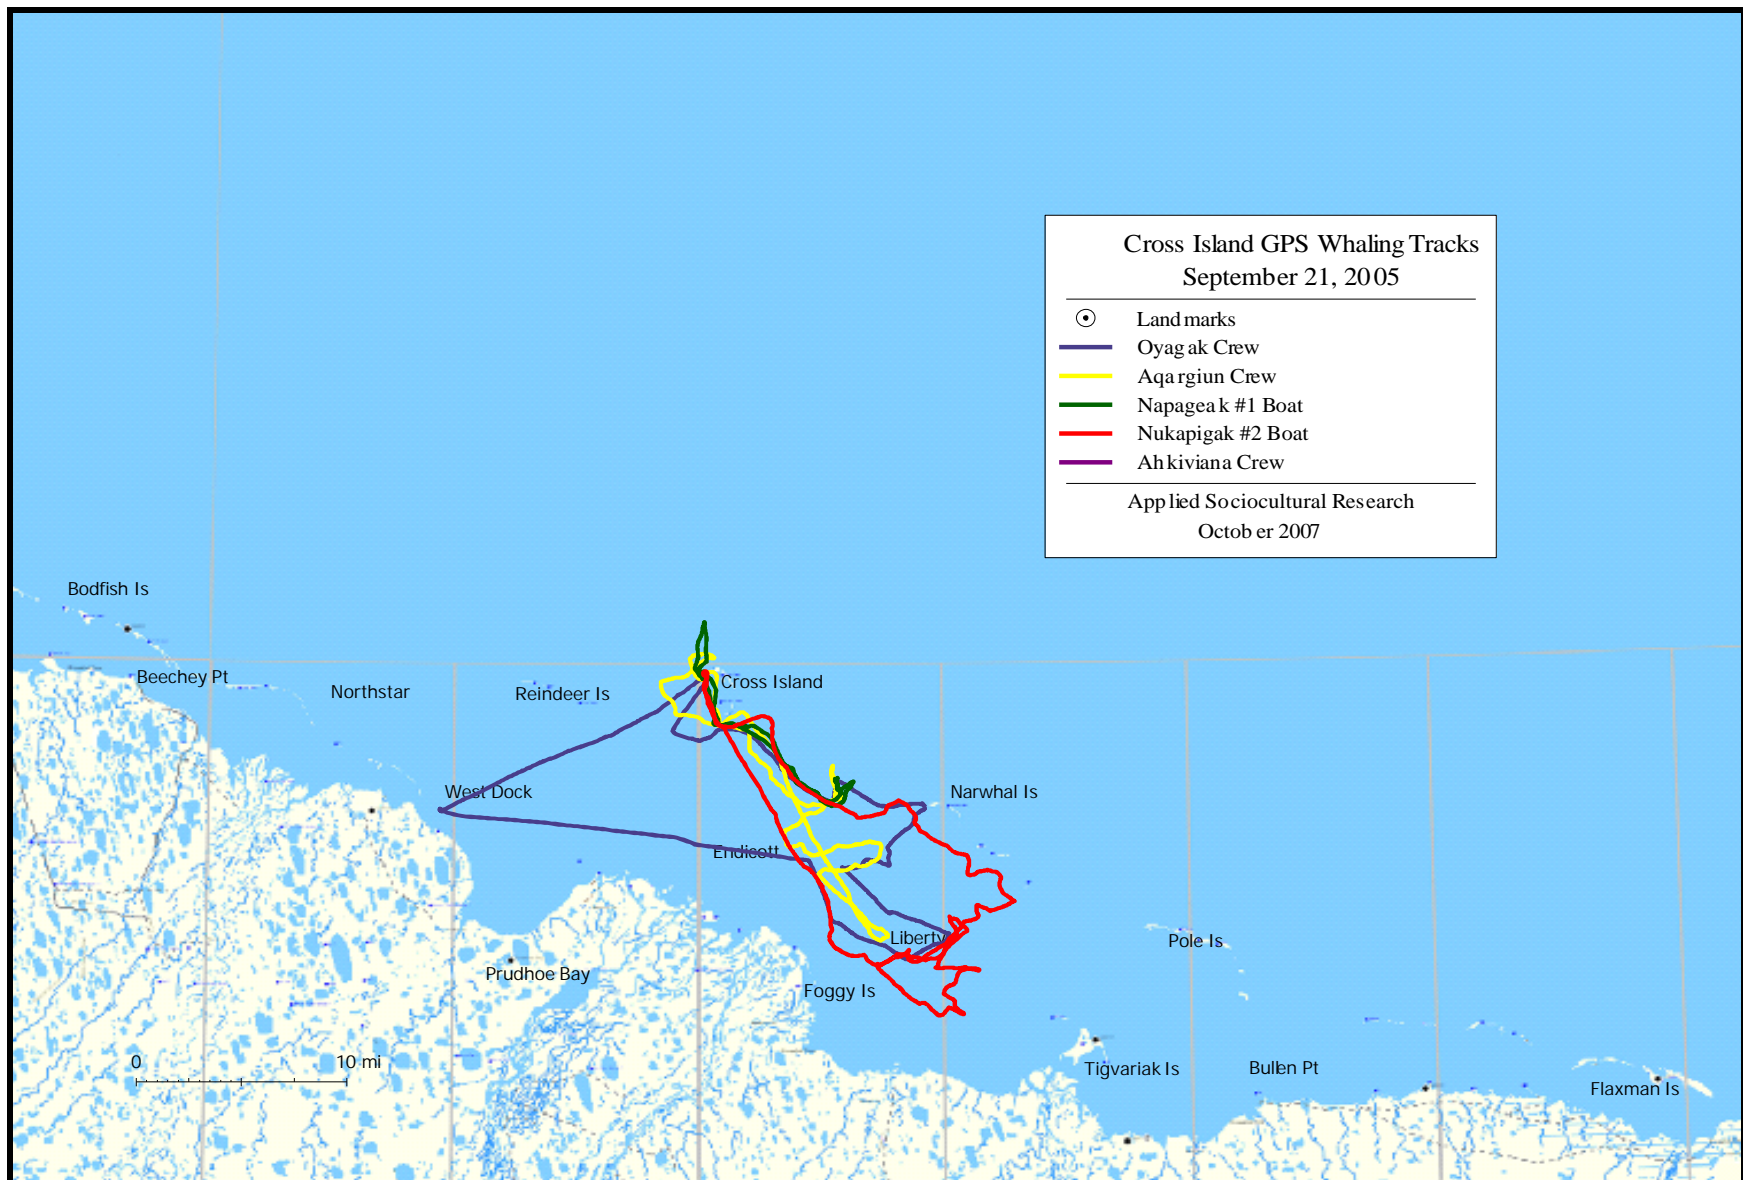 Cross Island GPS Whaling Tracks
September 21, 2005
Landmarks
Oyagak Crew
Aqargiun Crew
Napageak #1 Boat
Nukapigak #2 Boat
Ahkiviana Crew
Applied Sociocultural Research
October 2007
Bodfish Is
Beechey Pt
Northstar
Reindeer Is
Cross Island
West Dock
Narwhal Is
Endicott
Liberty
Pole Is
Prudhoe Bay
Foggy Is
0 10 mi
Tigvariak Is
Bullen Pt
Flaxman Is